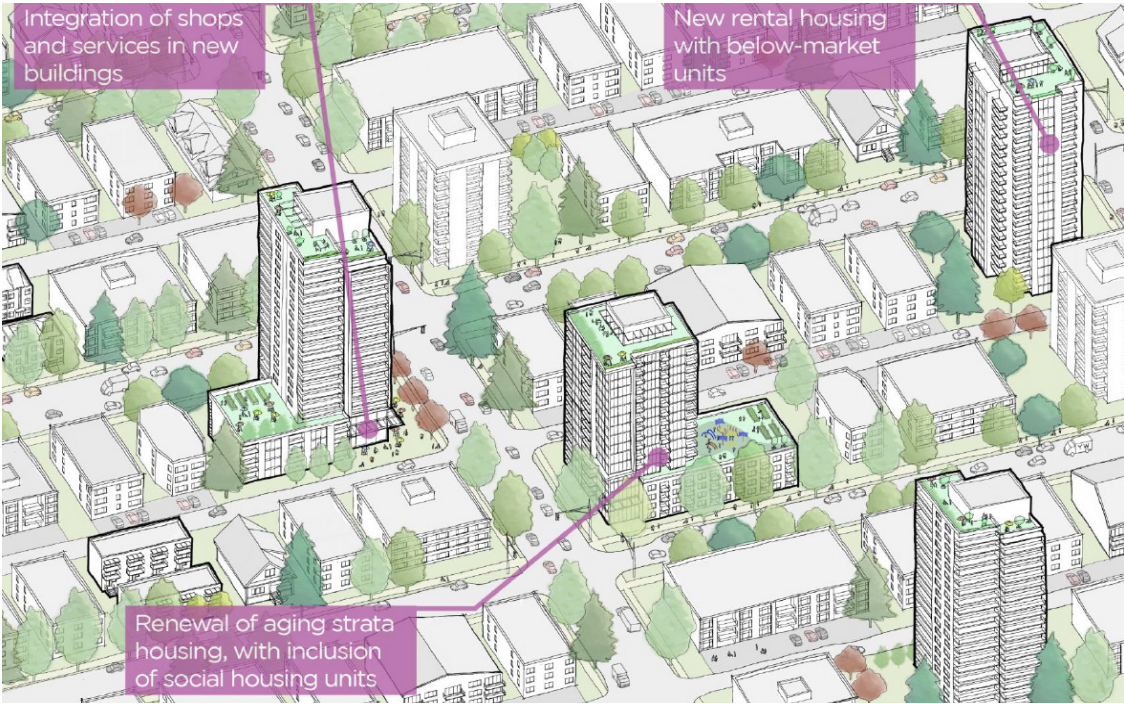 Integration of shops
and services in new
buildings
New rental housing
with below-market
units
Renewal of aging strata
housing, with inclusion
of social housing units